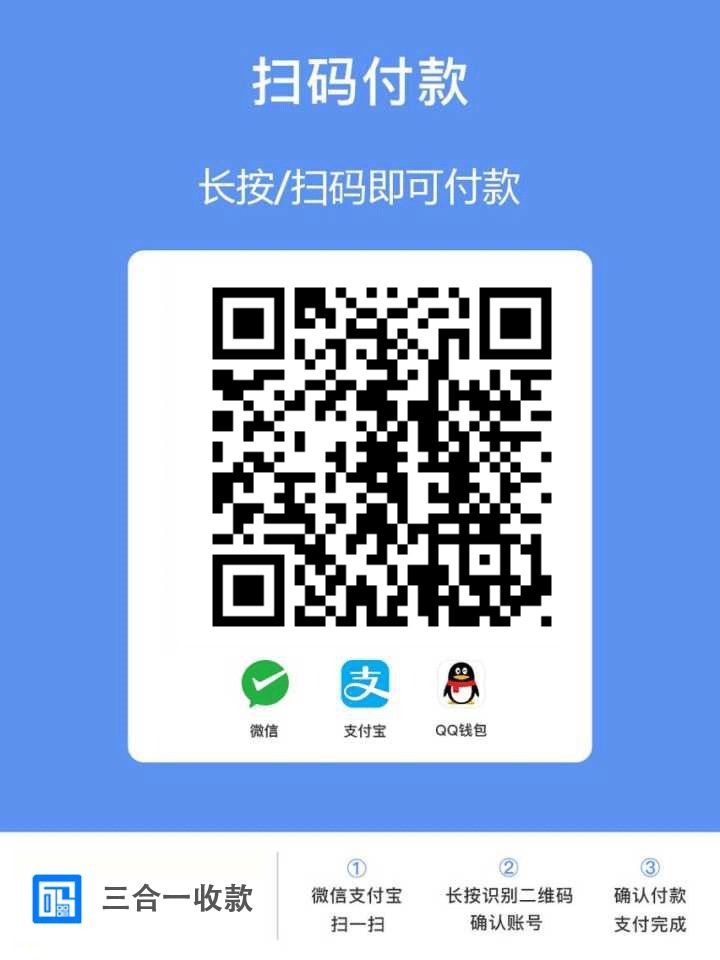 扫码付款
长按/扫码即可付款
支
微信
支付宝
QQ钱包
码
三合一收款
①
微信支付宝
扫一扫
②
长按识别二维码
确认账号
③
确认付款
支付完成